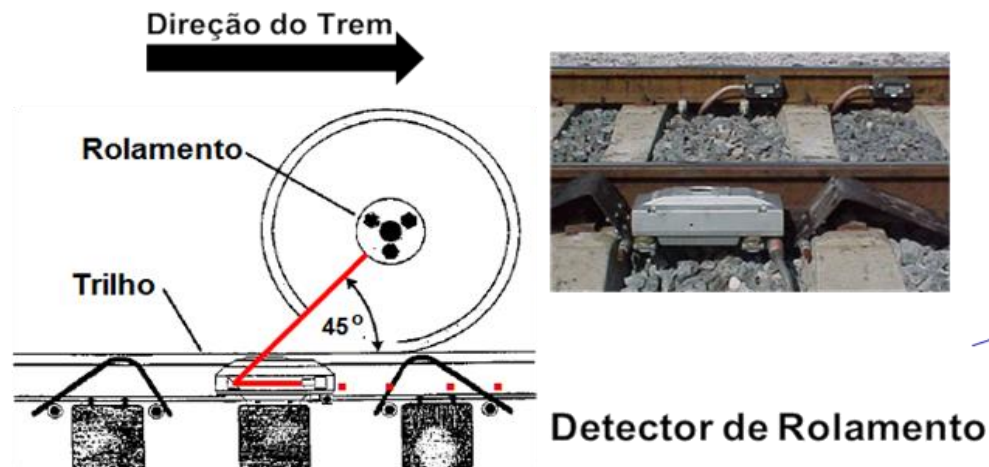 Direção do Trem
Rolamento
Trilho
45°
Detector de Rolamento